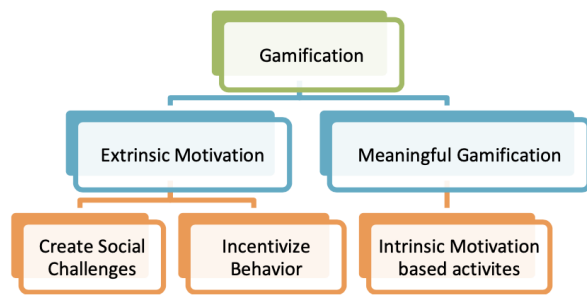 Gamification
Extrinsic Motivation
Meaningful Gamification
Create Social
Challenges
Incentivize
Behavior
Intrinsic Motivation
based activites